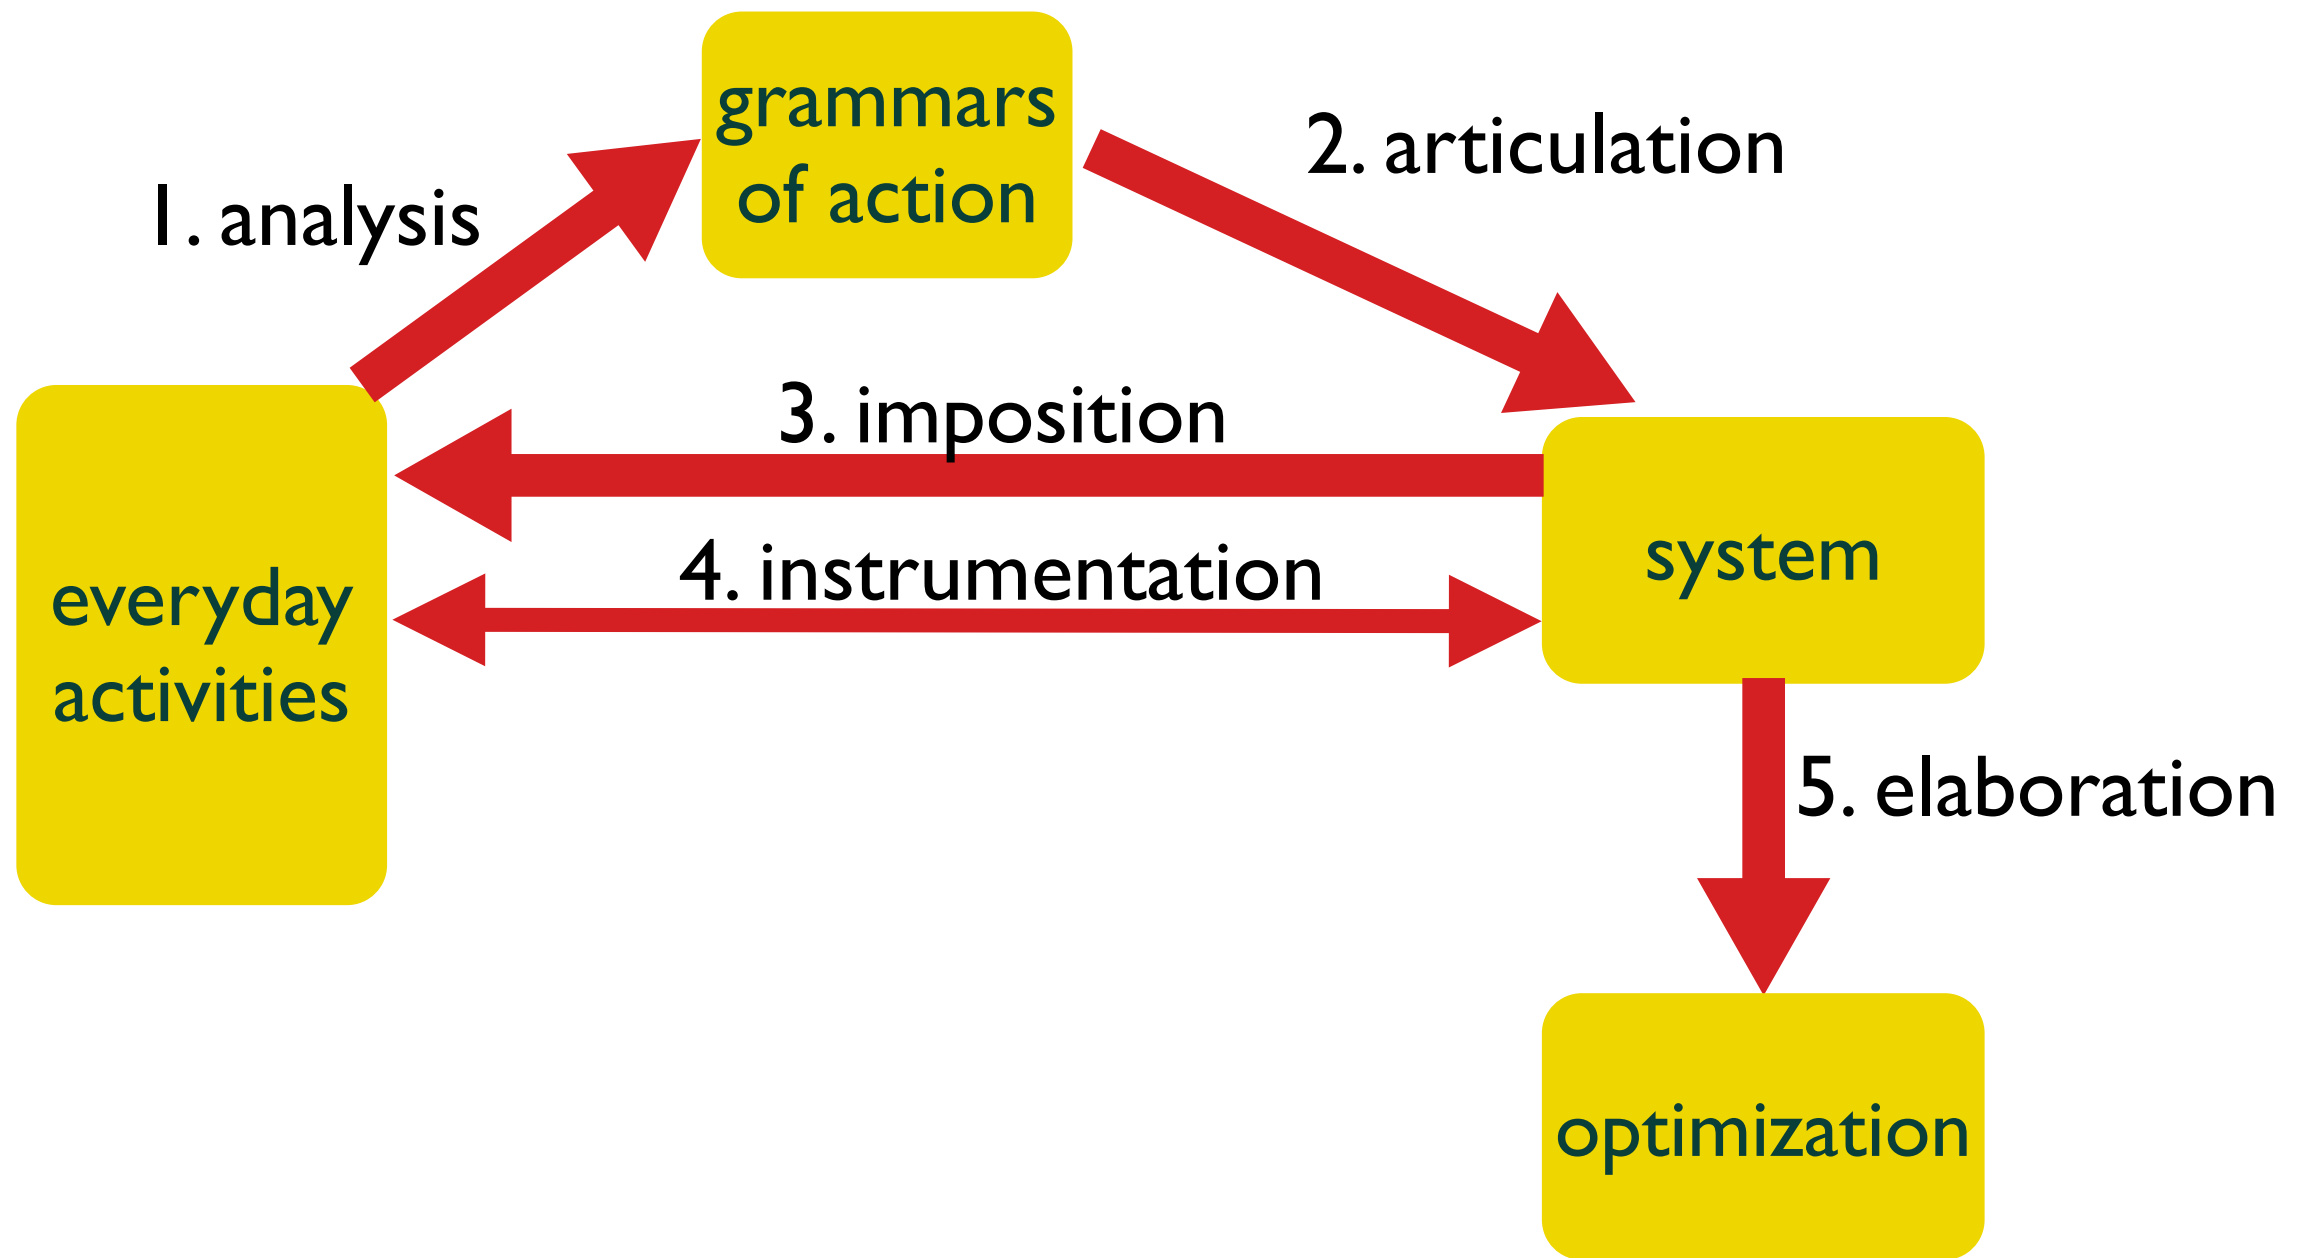 grammars
of action
2. articulation
1. analysis
3. imposition
4. instrumentation
system
everyday
activities
5. elaboration
optimization